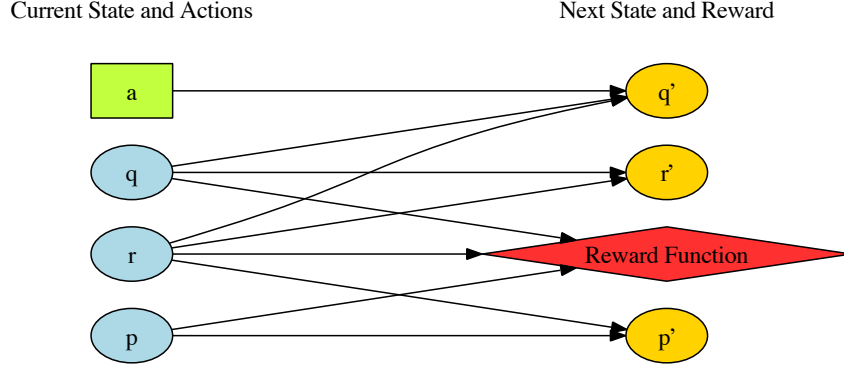 Current State and Actions
Next State and Reward
a
q’
q
r’
r
Reward Function
p
p’